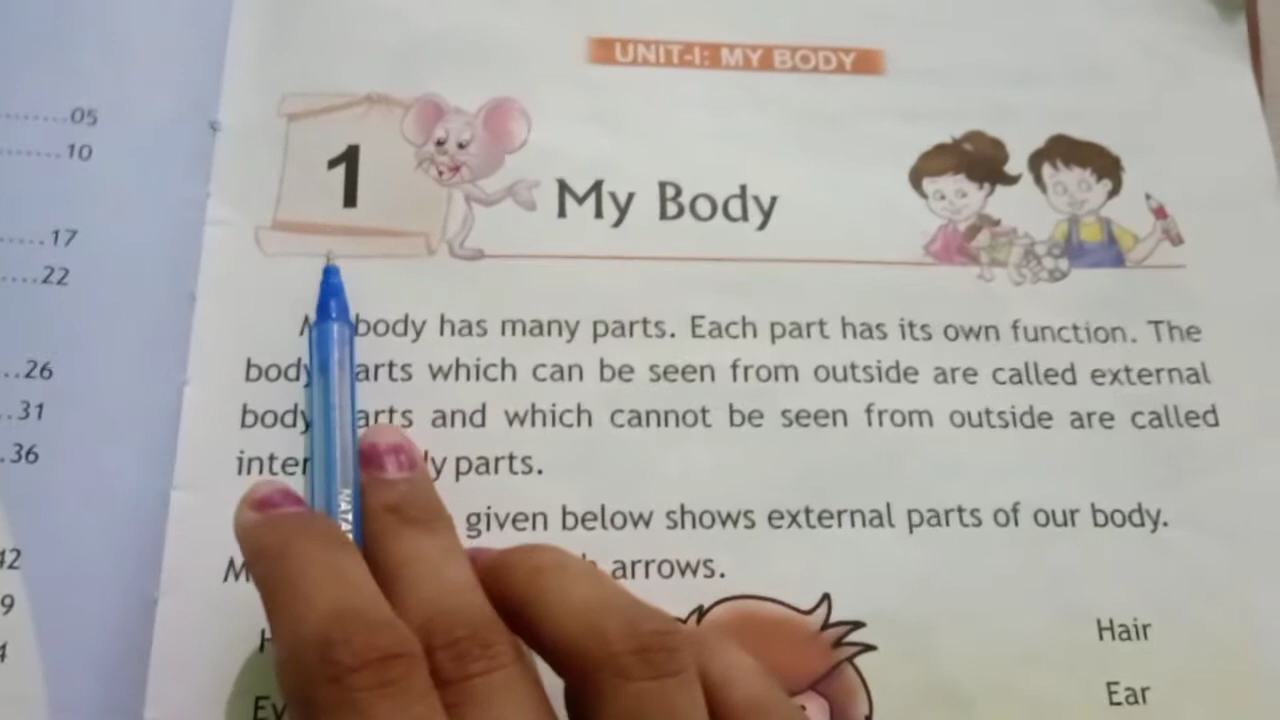 05
10
17
22
26
31
36
UNIT-I: MY BODY
1
My Body
body has many parts. Each part has its own function. The
body arts which can be seen from outside are called external
body arts and which cannot be seen from outside are called
parts.
given below shows external parts of our body.
arrows.
Hair
Ear